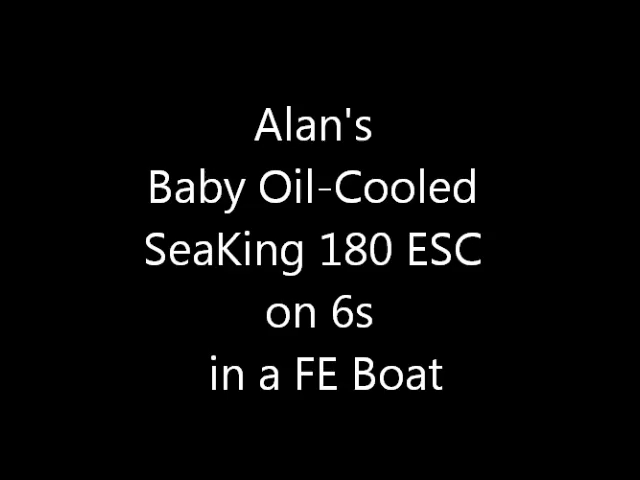 Alan's
Baby Oil-Cooled
SeaKing 180 ESC
on 6s
in a FE Boat